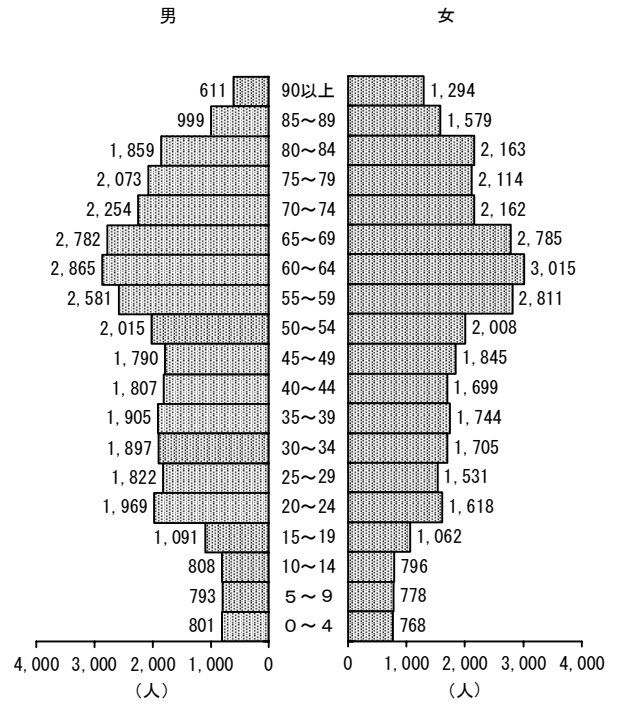 男 女
611 90以上 1,294
999 85～89 1,579
1,859 80～84 2,163
2,073 75～79 2,114
2,254 70～74 2,162
2,782 65～69 2,785
2,865 60～64 3,015
2,581 55～59 2,811
2,015 50～54 2,008
1,790 45～49 1,845
1,807 40～44 1,699
1,905 35～39 1,744
1,897 30～34 1,705
1,822 25～29 1,531
1,969 20～24 1,618
1,091 15～19 1,062
808 10～14 796
793 ５～９ 778
801 ０～４ 768
4,000 3,000 2,000 1,000 0 0 1,000 2,000 3,000 4,000
（人） （人）